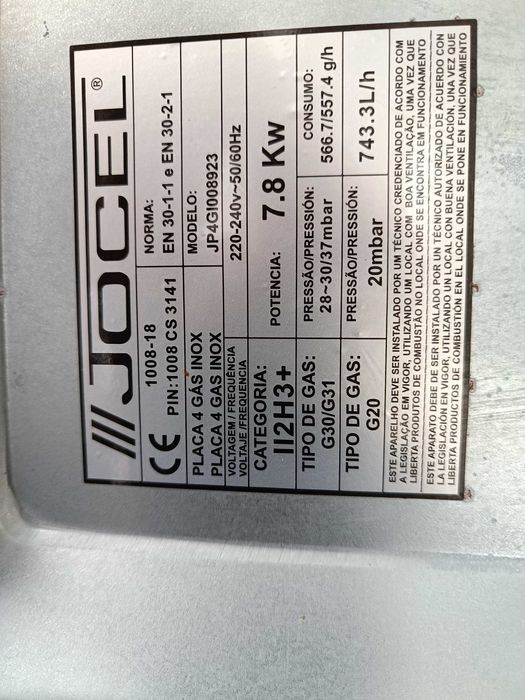 ///JOCEL®
1008-18
PIN:1008 CS 3141
NORMA:
EN 30-1-1 e EN 30-2-1
PLACA 4 GÁS INOX
PLACA 4 GAS INOX
MODELO:
JP4GI008923
VOLTAGEM / FREQUÊNCIA
VOLTAJE /FREQUENCIA
220-240v~50/60Hz
CATEGORIA:
II2H3+
POTENCIA: 7.8 Kw
TIPO DE GAS:
G30/G31
PRESSÃO/PRESSIÓN:
28~30/37mbar
CONSUMO:
566.7/557.4 g/h
TIPO DE GAS:
G20
PRESSÃO/PRESSIÓN:
20mbar
743.3L/h
ESTE APARELHO DEVE SER INSTALADO POR UM TÉCNICO CREDENCIADO DE ACORDO COM
A LEGISLAÇÃO EM VIGOR, UTILIZANDO UM LOCAL COM BOA VENTILAÇÃO, UMA VEZ QUE
LIBERTA PRODUTOS DE COMBUSTÃO NO LOCAL ONDE SE ENCONTRA EM FUNCIONAMENTO
ESTE APARATO DEBE DE SER INSTALADO POR UN TÉCNICO AUTORIZADO DE ACUERDO CON
LA LEGISLACIÓN EN VIGOR, UTILIZANDO UN LOCAL CON BUENA VENTILACIÓN, UNA VEZ QUE
LIBERTA PRODUCTOS DE COMBUSTION EN EL LOCAL ONDE SE PONE EN FUNCIONAMIENTO